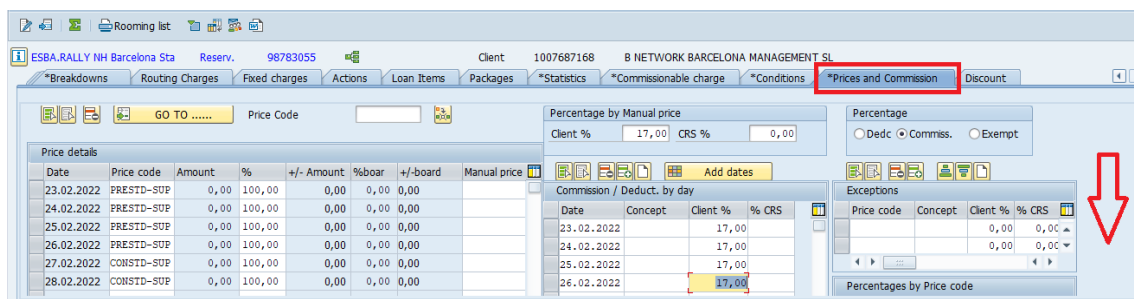 Rooming list
ESBA.RALLY NH Barcelona Sta Reserv. 98783055 Client 1007687168 B NETWORK BARCELONA MANAGEMENT SL
*Breakdowns Routing Charges Fixed charges Actions Loan Items Packages *Statistics *Commissionable charge *Conditions *Prices and Commission Discount
GO TO ...... Price Code
Percentage by Manual price
Client % 17,00 CRS % 0,00
Percentage
Dedc Commiss. Exempt
Price details
Date Price code Amount % +/- Amount %boar +/-board Manual price
23.02.2022 PRESTD-SUP 0,00 100,00 0,00 0,00 0,00
24.02.2022 PRESTD-SUP 0,00 100,00 0,00 0,00 0,00
25.02.2022 PRESTD-SUP 0,00 100,00 0,00 0,00 0,00
26.02.2022 PRESTD-SUP 0,00 100,00 0,00 0,00 0,00
27.02.2022 CONSTD-SUP 0,00 100,00 0,00 0,00 0,00
28.02.2022 CONSTD-SUP 0,00 100,00 0,00 0,00 0,00
Add dates
Commission / Deduct. by day
Date Concept Client % % CRS
23.02.2022 17,00
24.02.2022 17,00
25.02.2022 17,00
26.02.2022 17,00
Exceptions
Price code Concept Client % % CRS
0,00 0,00
0,00 0,00
Percentages by Price code